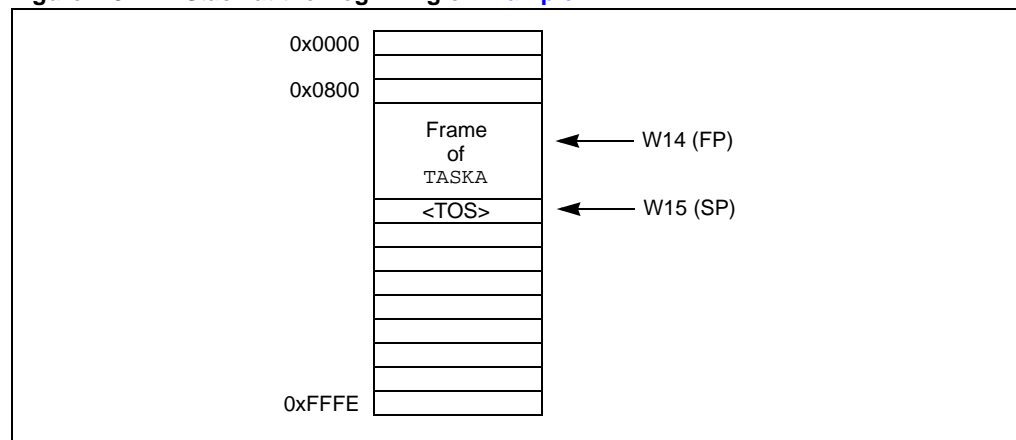 0x0000
0x0800
Frame
of
TASKA
W14 (FP)
<TOS>
W15 (SP)
0xFFFE